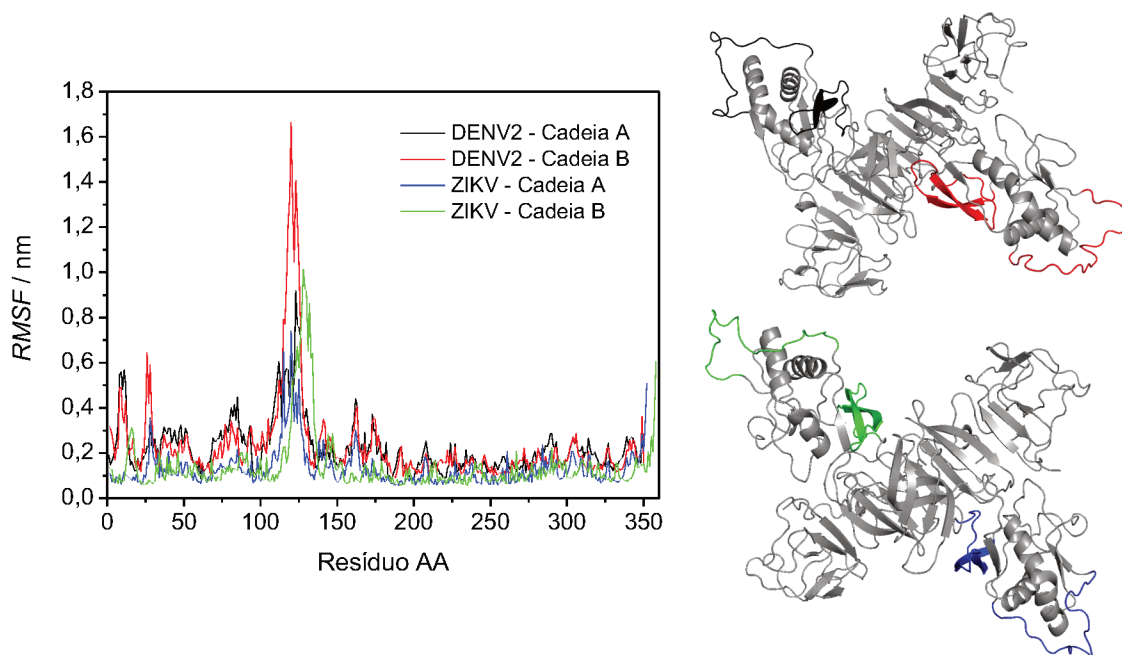 1,8
1,6
1,4
1,2
1,0
0,8
0,6
0,4
0,2
0,0
RMSF / nm
DENV2 - Cadeia A
DENV2 - Cadeia B
ZIKV - Cadeia A
ZIKV - Cadeia B
0 50 100 150 200 250 300 350
Resíduo AA